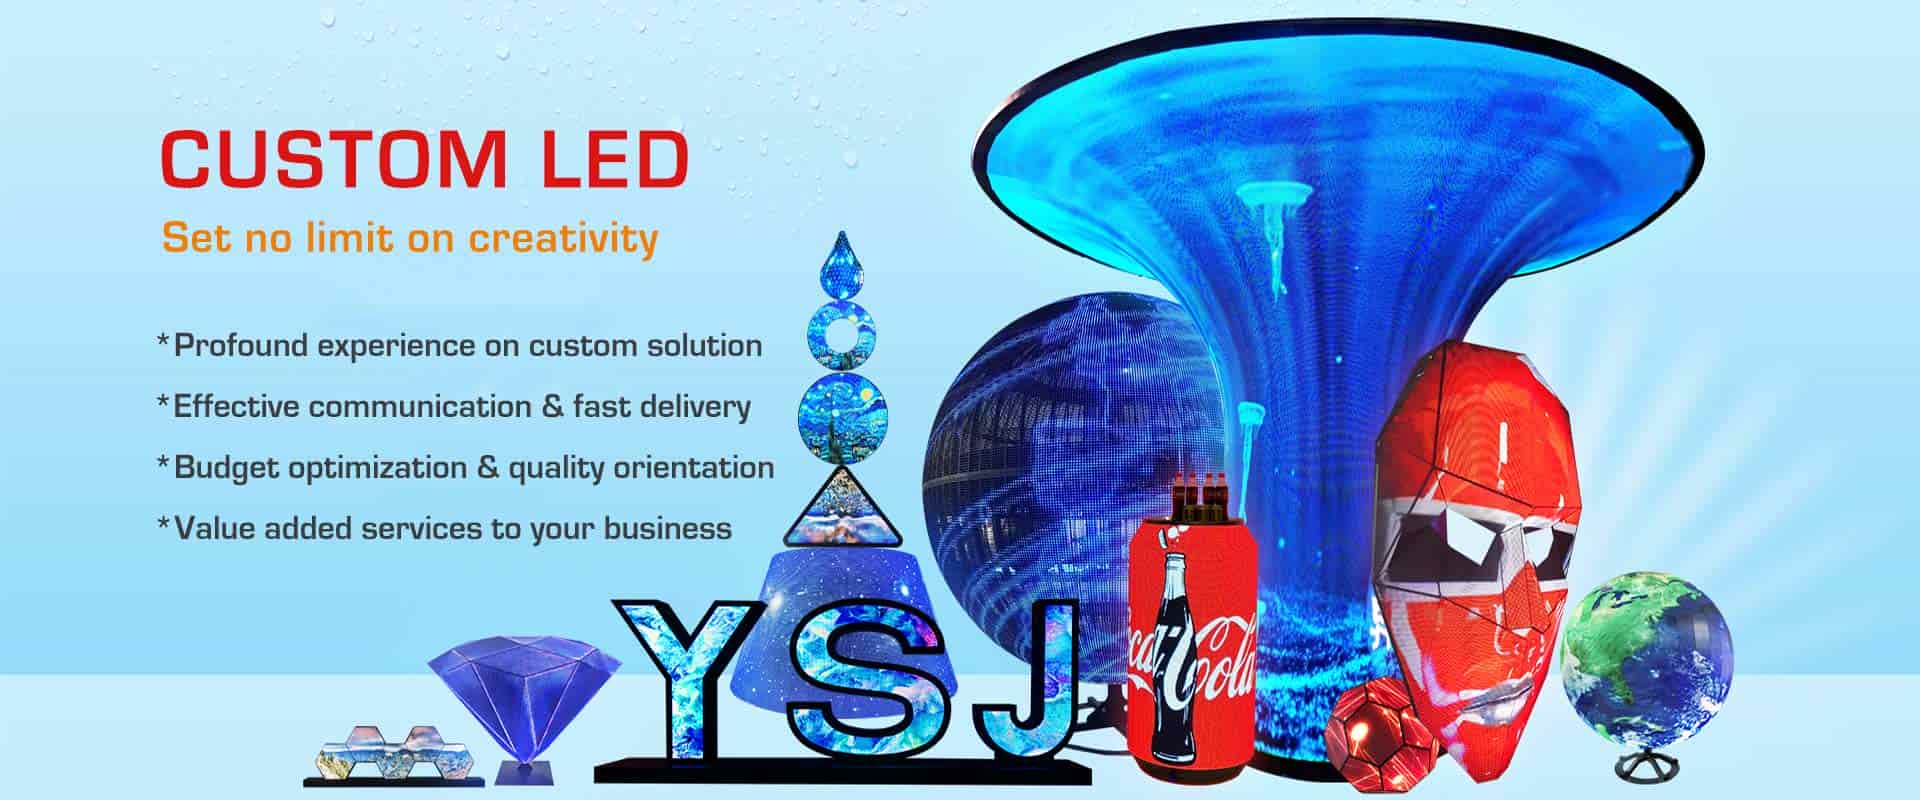 CUSTOM LED
Set no limit on creativity
*Profound experience on custom solution
*Effective communication & fast delivery
*Budget optimization & quality orientation
*Value added services to your business
YSJ
Coca-Cola